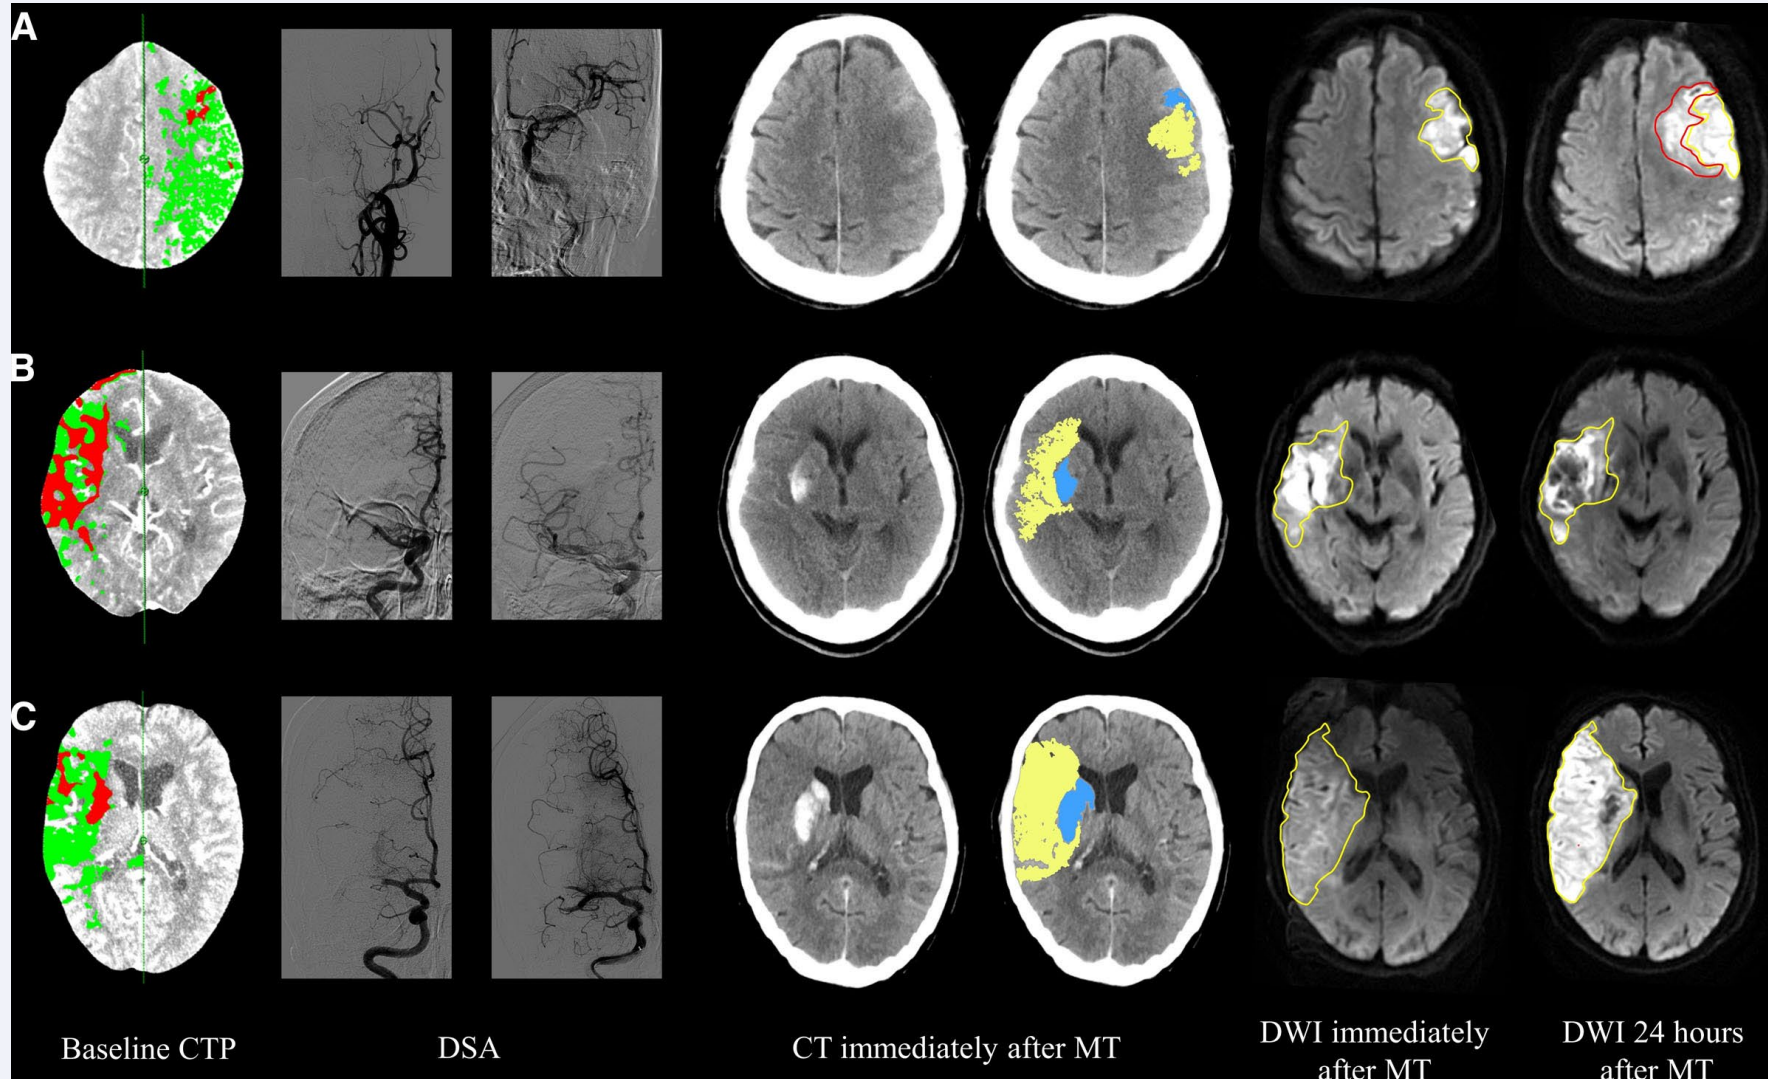 A
B
C
Baseline CTP
DSA
CT immediately after MT
DWI immediately
after MT
DWI 24 hours
after MT